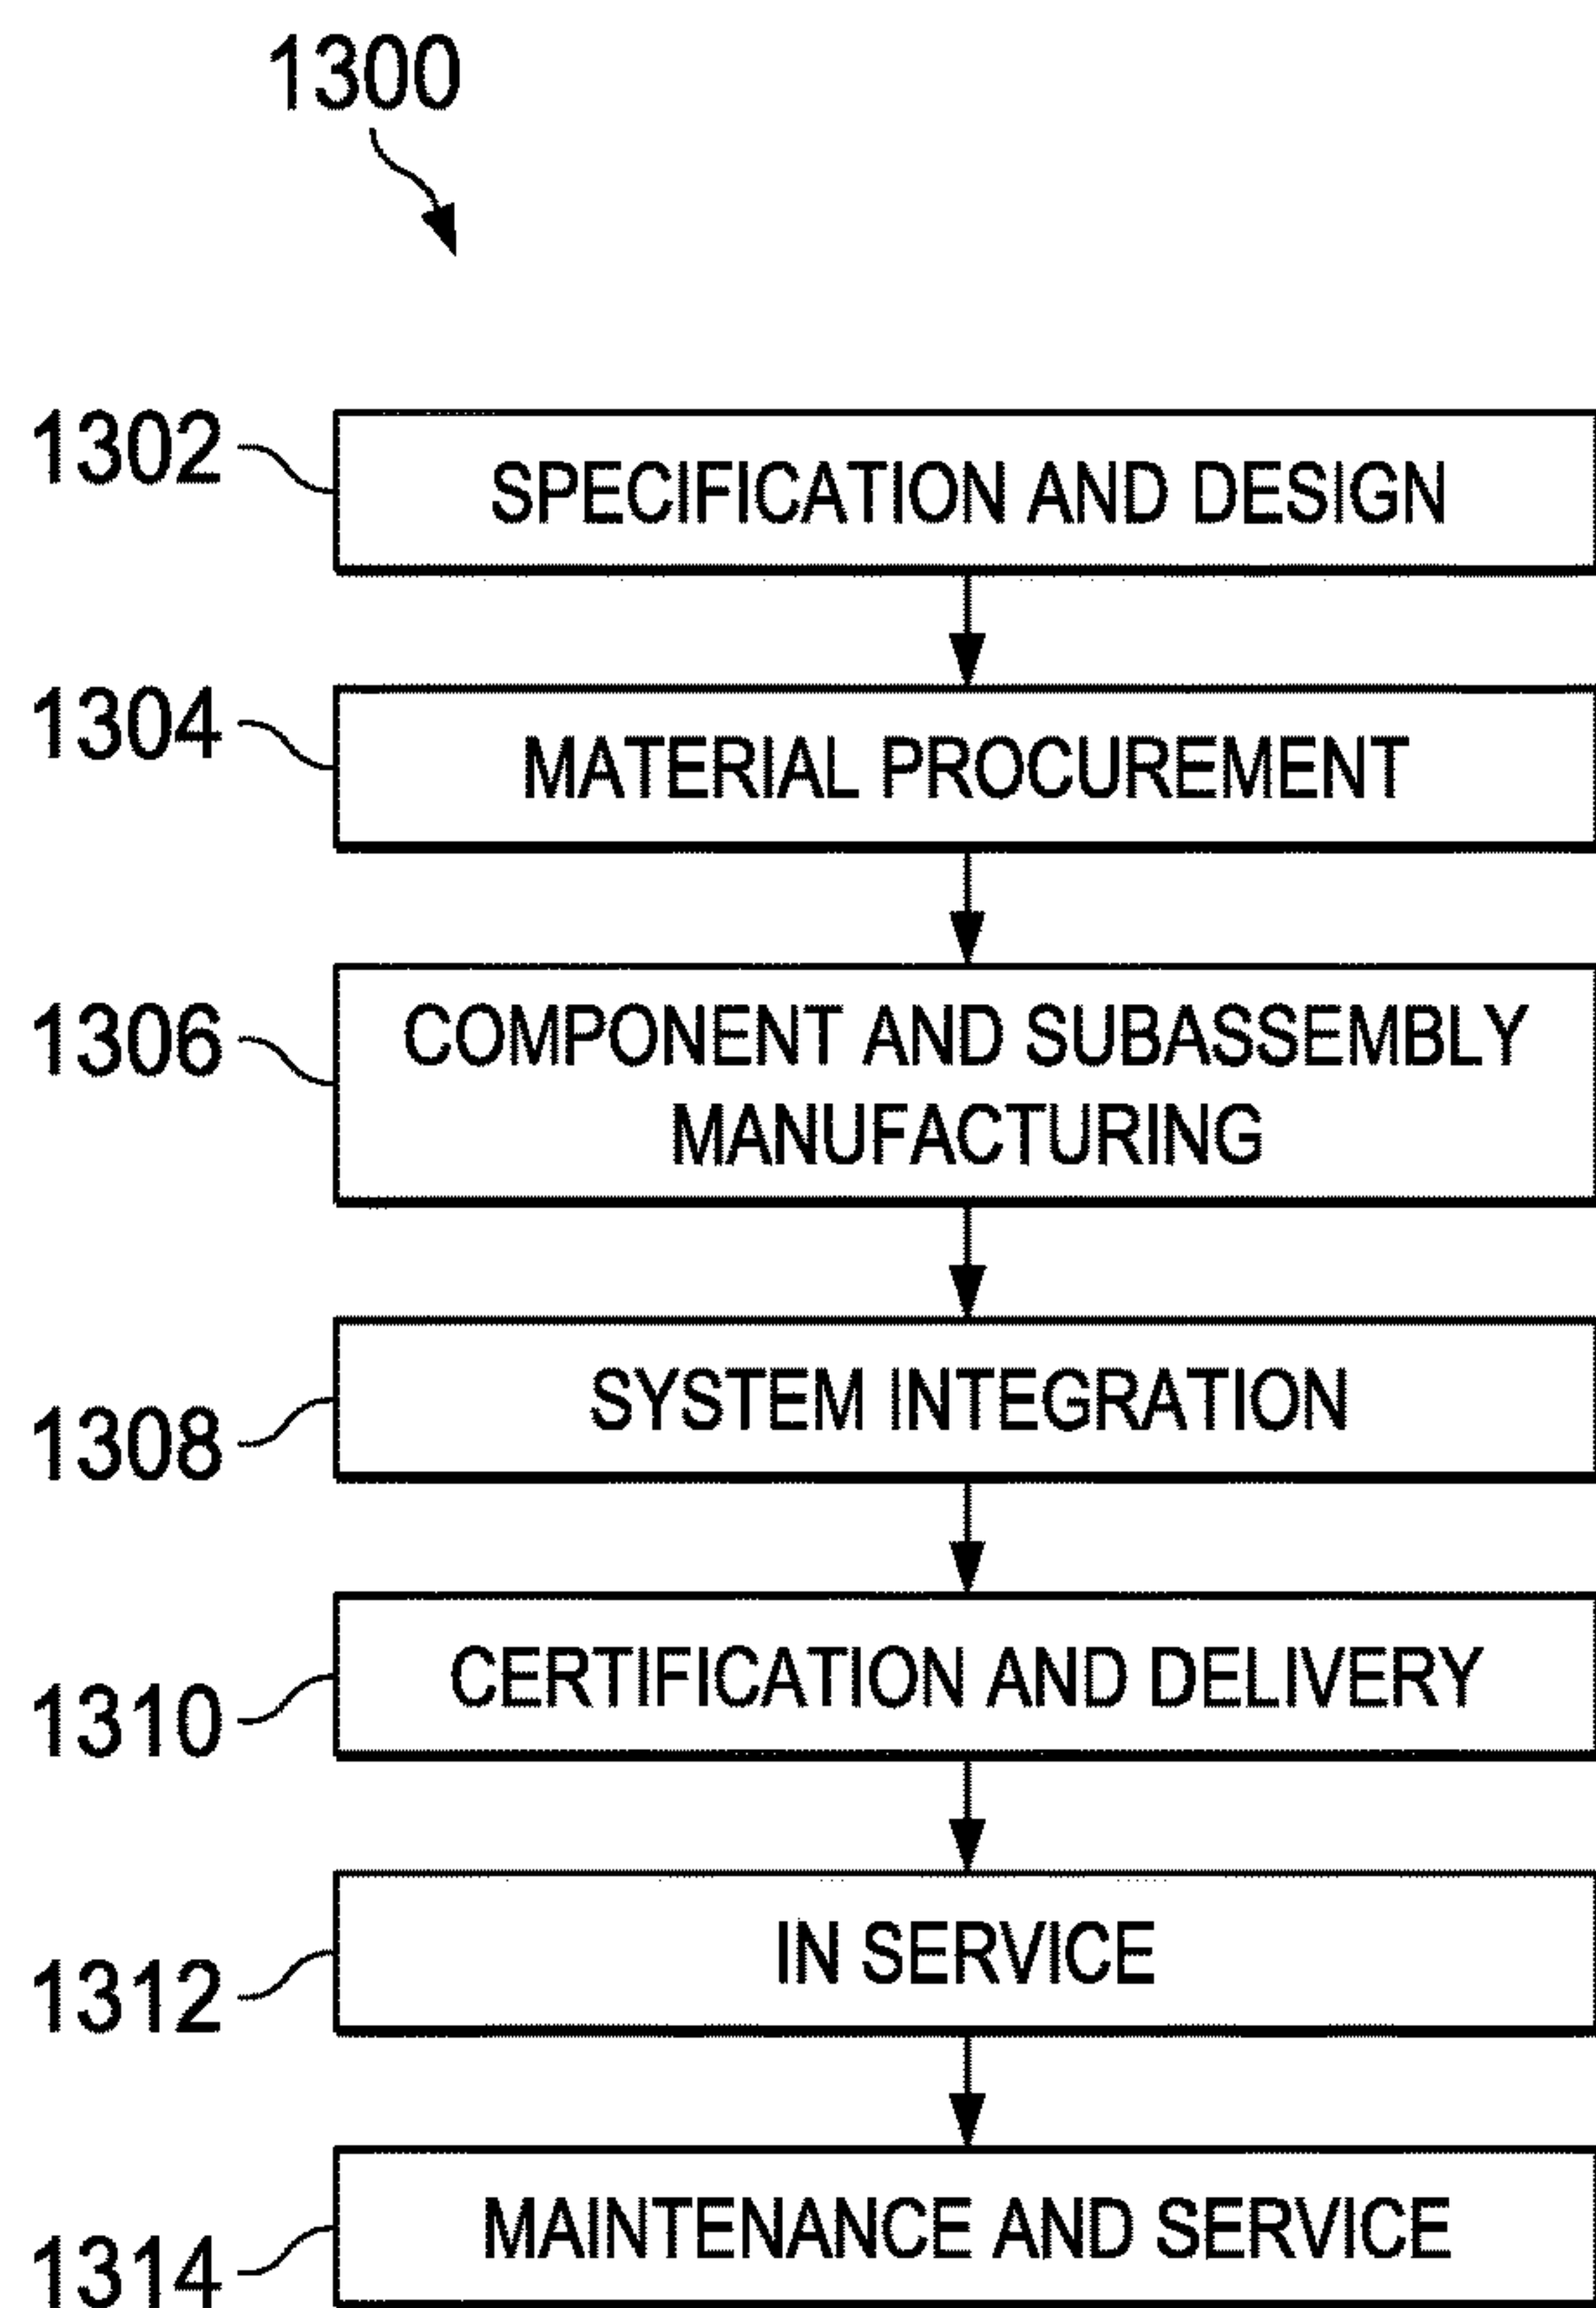 1300
1302 SPECIFICATION AND DESIGN
1304 MATERIAL PROCUREMENT
1306 COMPONENT AND SUBASSEMBLY
MANUFACTURING
1308 SYSTEM INTEGRATION
1310 CERTIFICATION AND DELIVERY
1312 IN SERVICE
1314 MAINTENANCE AND SERVICE